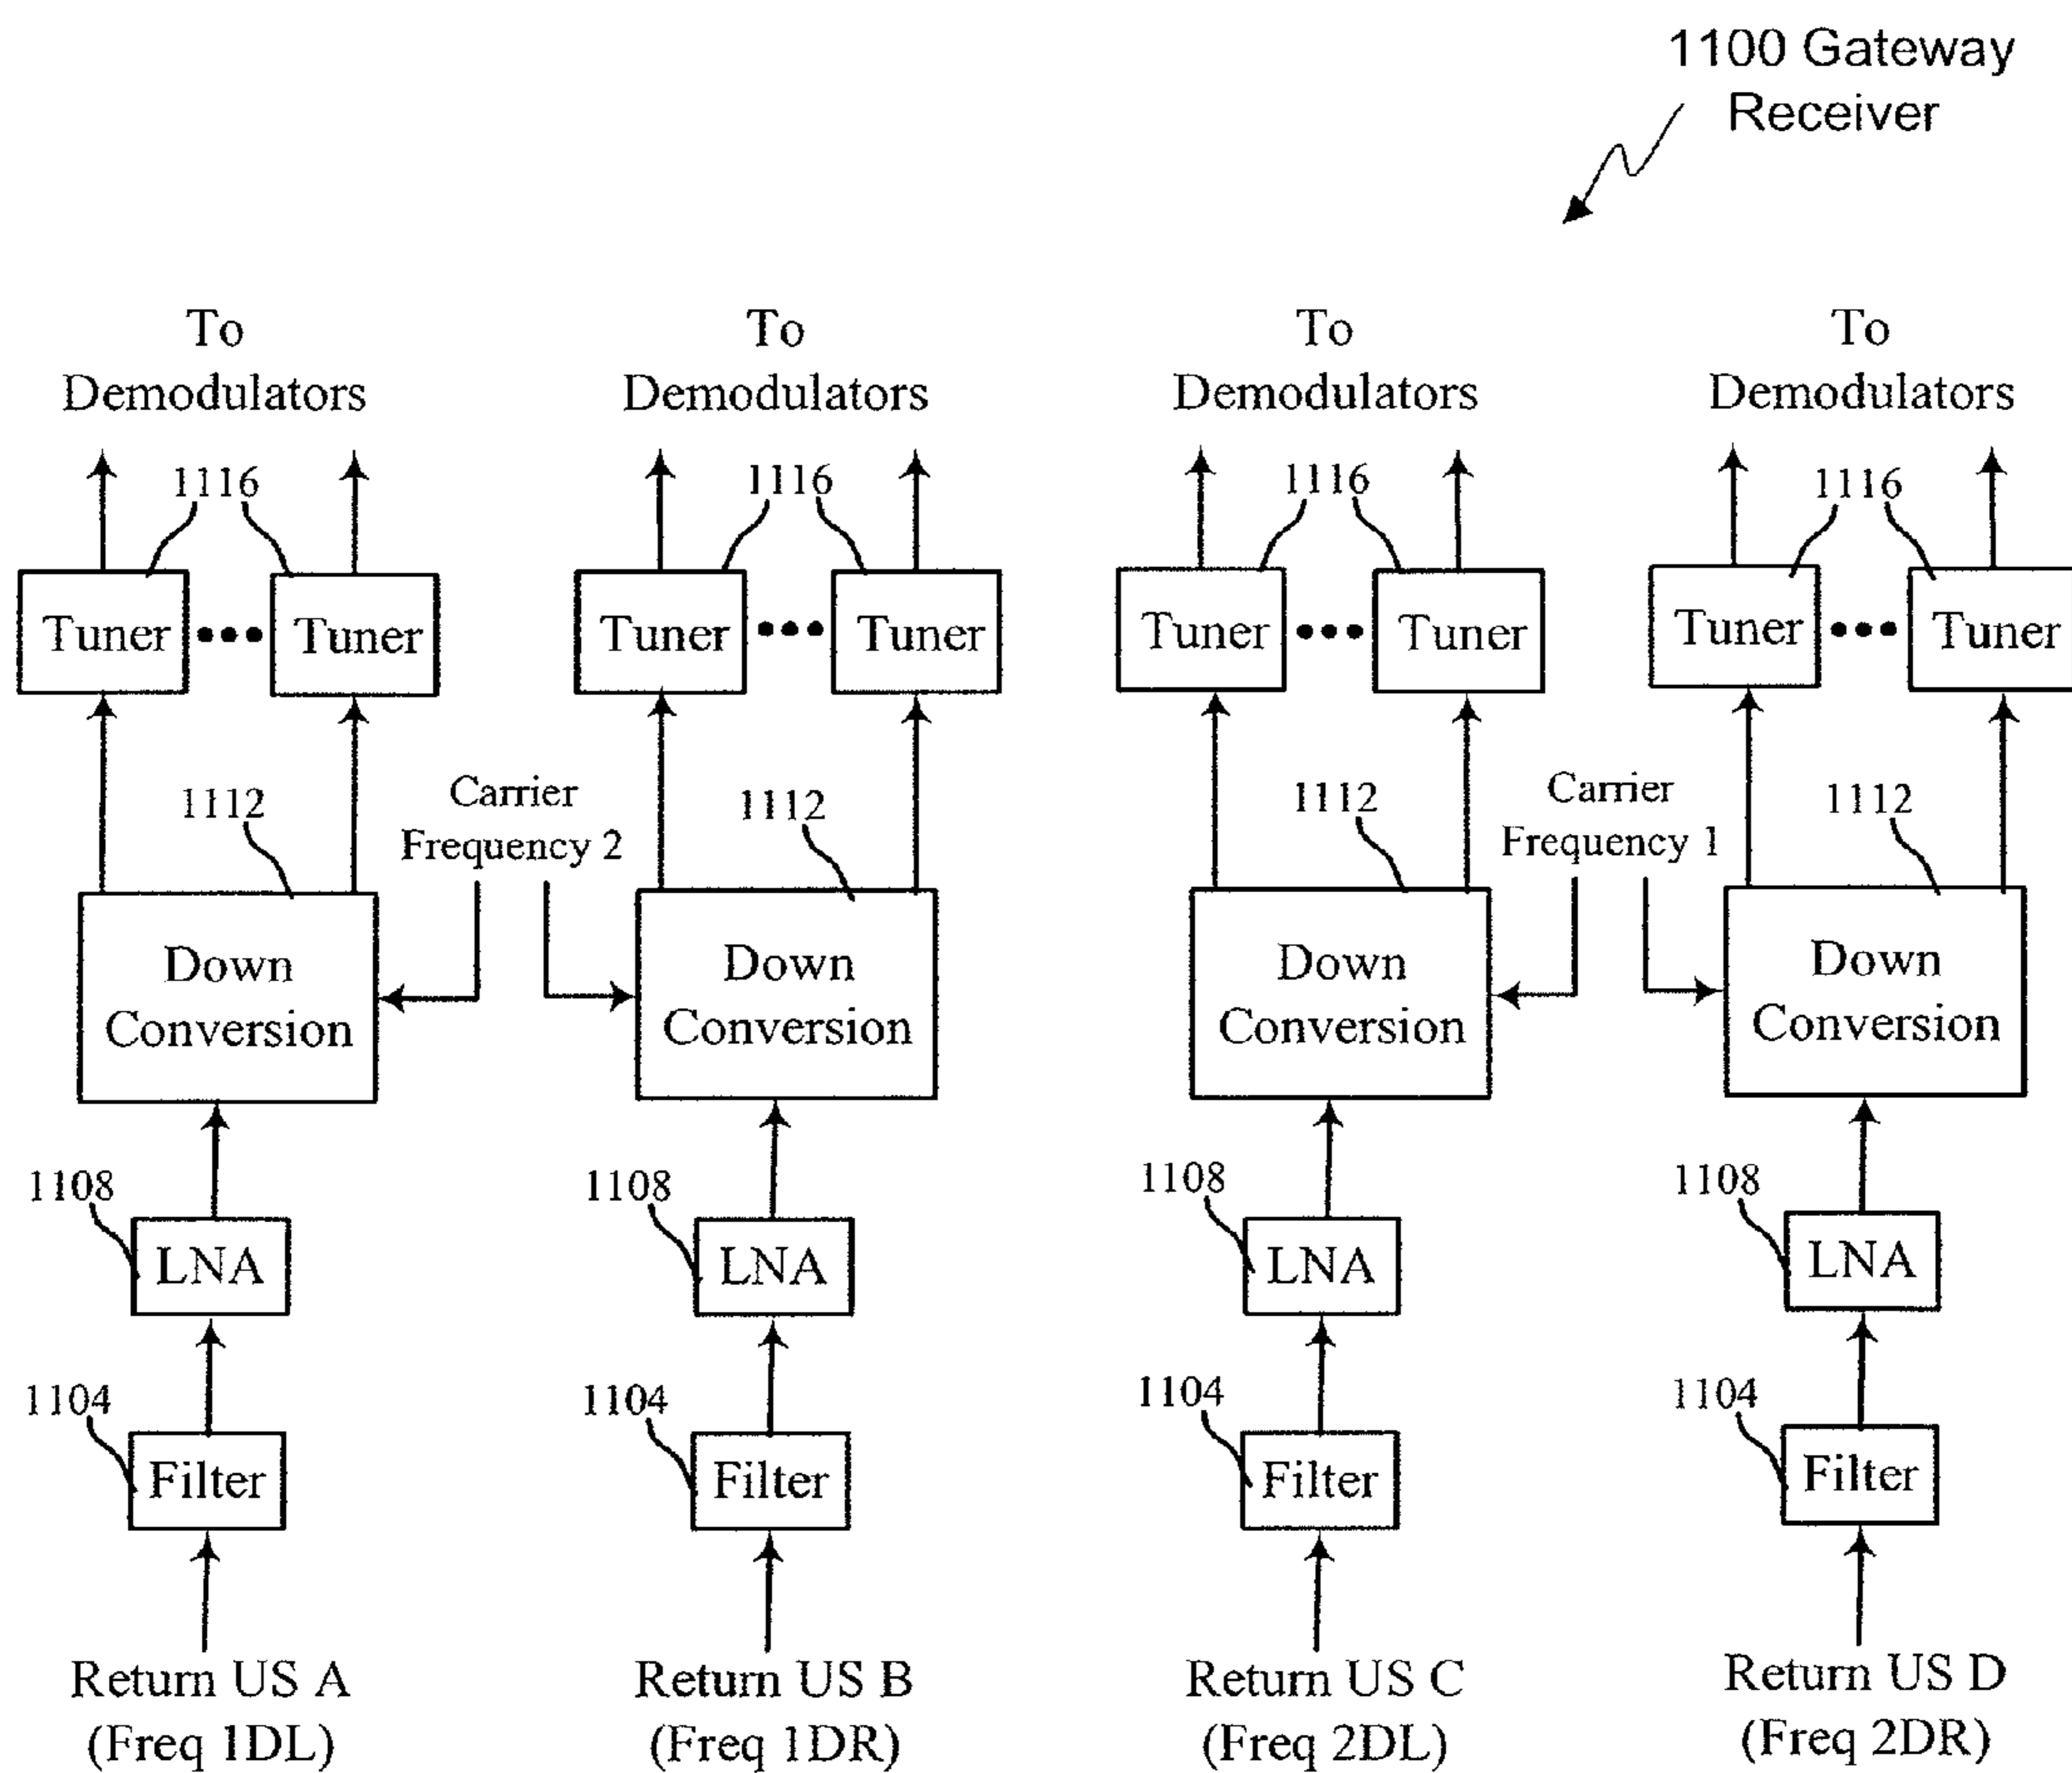 1100 Gateway
Receiver
To
Demodulators
To
Demodulators
To
Demodulators
To
Demodulators
1116
1116
1116
1116
Tuner
Tuner
Tuner
Tuner
Tuner
Tuner
Tuner
Tuner
1112
Carrier
Frequency 2
1112
1112
Carrier
Frequency 1
1112
Down
Conversion
Down
Conversion
Down
Conversion
Down
Conversion
1108
1108
1108
1108
LNA
LNA
LNA
LNA
1104
1104
1104
1104
Filter
Filter
Filter
Filter
Return US A
(Freq 1DL)
Return US B
(Freq 1DR)
Return US C
(Freq 2DL)
Return US D
(Freq 2DR)